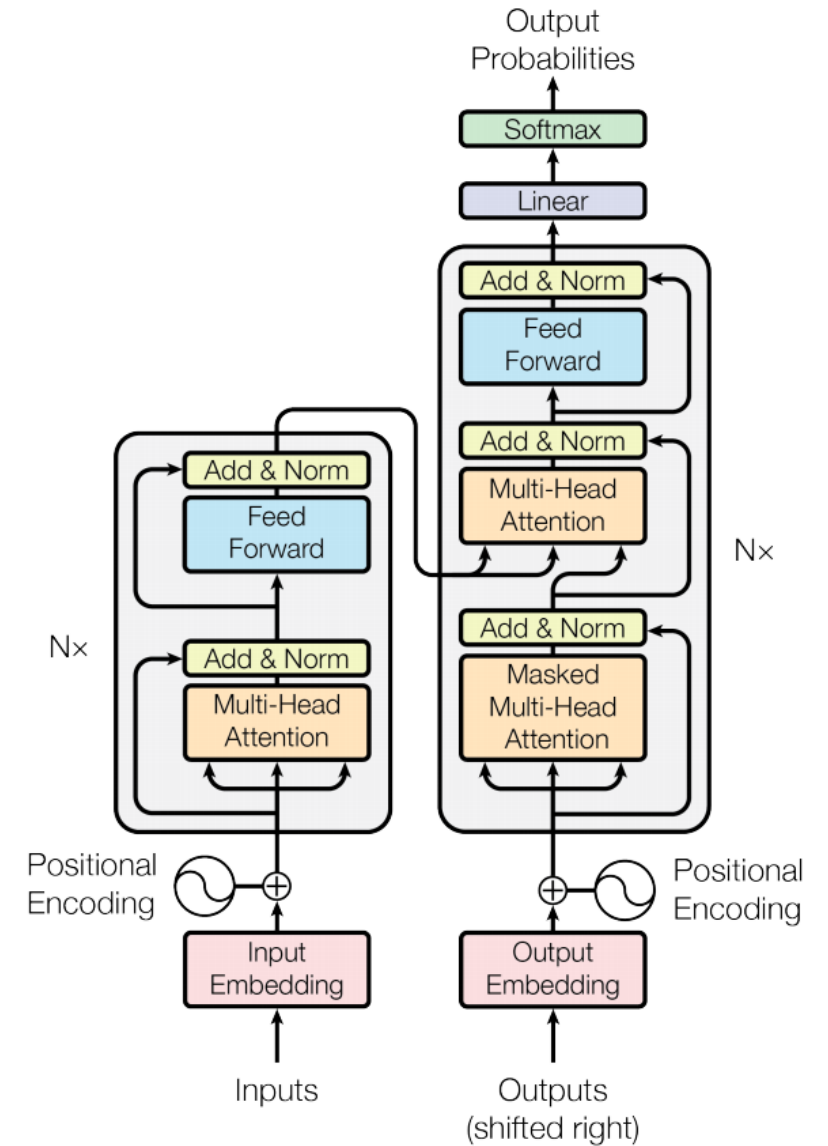 Output
Probabilities
Softmax
Linear
Add & Norm
Feed
Forward
Add & Norm
Multi-Head
Attention
Nx
Add & Norm
Masked
Multi-Head
Attention
Positional
Encoding
Output
Embedding
Outputs
(shifted right)
Add & Norm
Feed
Forward
Nx
Add & Norm
Multi-Head
Attention
Positional
Encoding
Input
Embedding
Inputs